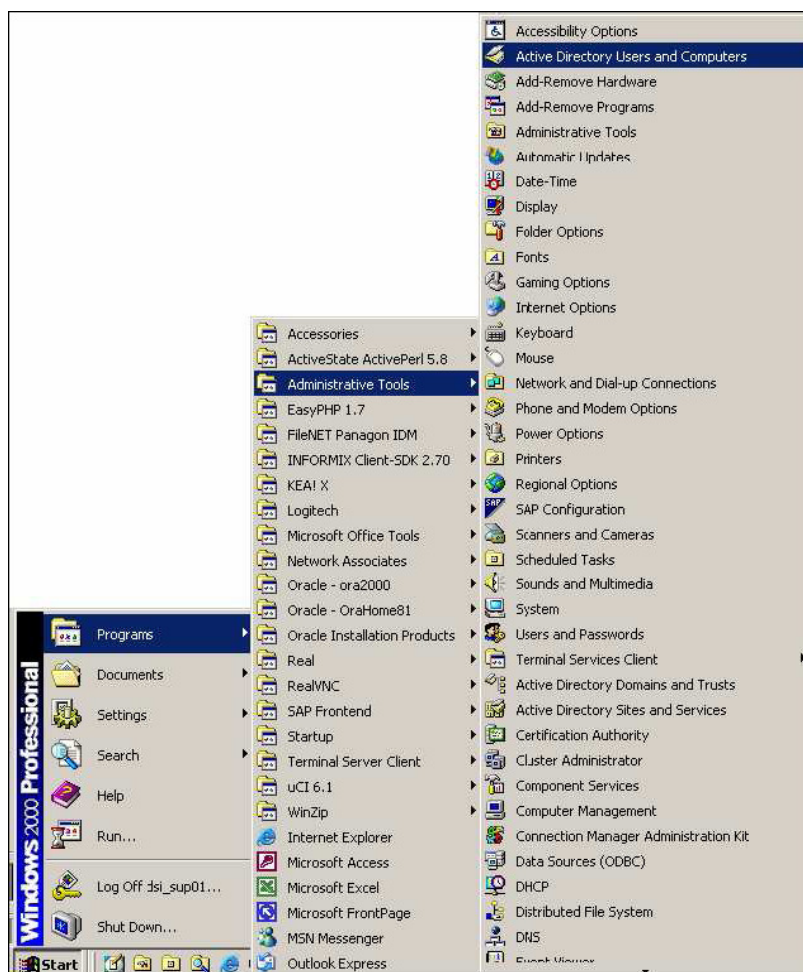 Accessibility Options
Active Directory Users and Computers
Add-Remove Hardware
Add-Remove Programs
Administrative Tools
Automatic Updates
Date-Time
Display
Folder Options
Fonts
Gaming Options
Internet Options
Keyboard
Mouse
Network and Dial-up Connections
Phone and Modem Options
Power Options
Printers
Regional Options
SAP Configuration
Scanners and Cameras
Scheduled Tasks
Sounds and Multimedia
System
Users and Passwords
Terminal Services Client
Active Directory Domains and Trusts
Active Directory Sites and Services
Certification Authority
Cluster Administrator
Component Services
Computer Management
Connection Manager Administration Kit
Data Sources (ODBC)
DHCP
Distributed File System
DNS
Event Viewer
Accessories
ActiveState ActivePerl 5.8
Administrative Tools
EasyPHP 1.7
FileNET Panagon IDM
INFORMIX Client-SDK 2.70
KEA! X
Logitech
Microsoft Office Tools
Network Associates
Oracle - ora2000
Oracle - OraHome81
Oracle Installation Products
Real
RealVNC
SAP Frontend
Startup
Terminal Server Client
uCI 6.1
WinZip
Internet Explorer
Microsoft Access
Microsoft Excel
Microsoft FrontPage
MSN Messenger
Outlook Express
Programs
Documents
Settings
Search
Help
Run...
Log Off dsi_sup01...
Shut Down...
Windows 2000 Professional
Start